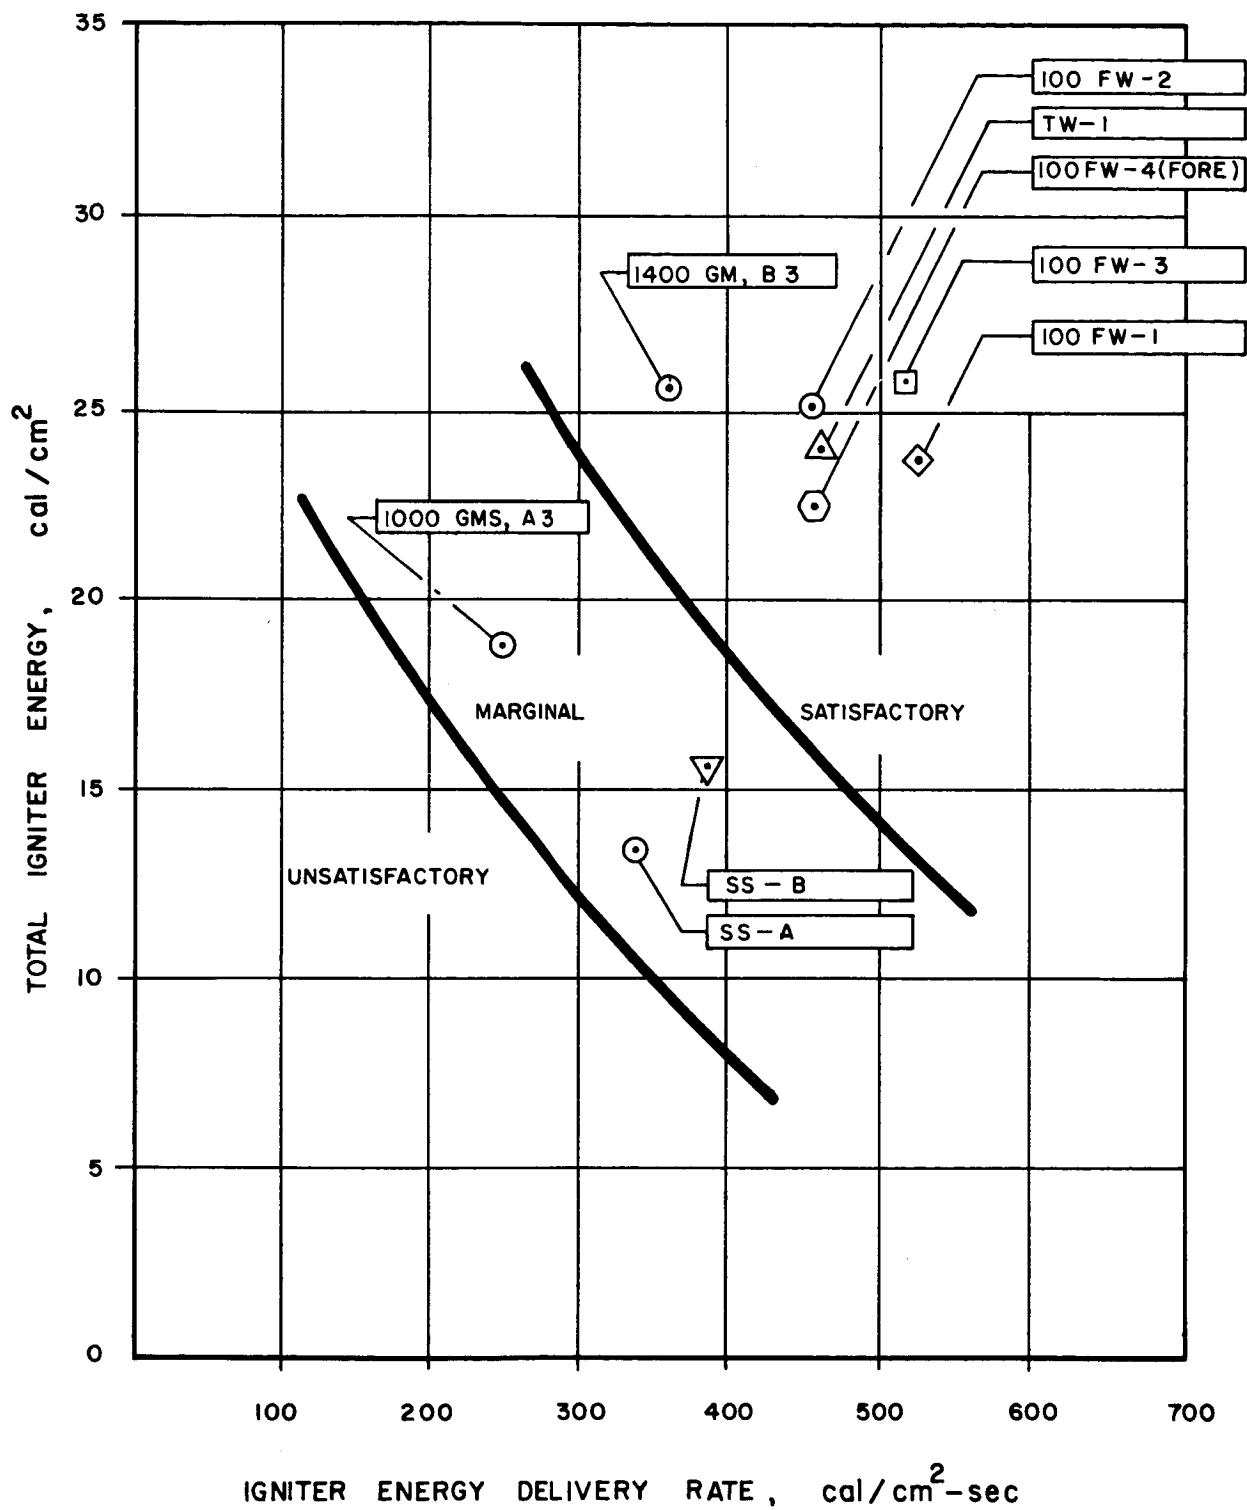 35
100 FW-2
TW-1
100 FW-4 (FORE)
30
1400 GM, B3
100 FW-3
100 FW-1
25
1000 GMS, A3
20
MARGINAL
SATISFACTORY
15
UNSATISFACTORY
SS-B
SS-A
10
5
0
TOTAL IGNITER ENERGY, cal/cm²
100 200 300 400 500 600 700
IGNITER ENERGY DELIVERY RATE, cal/cm²-sec